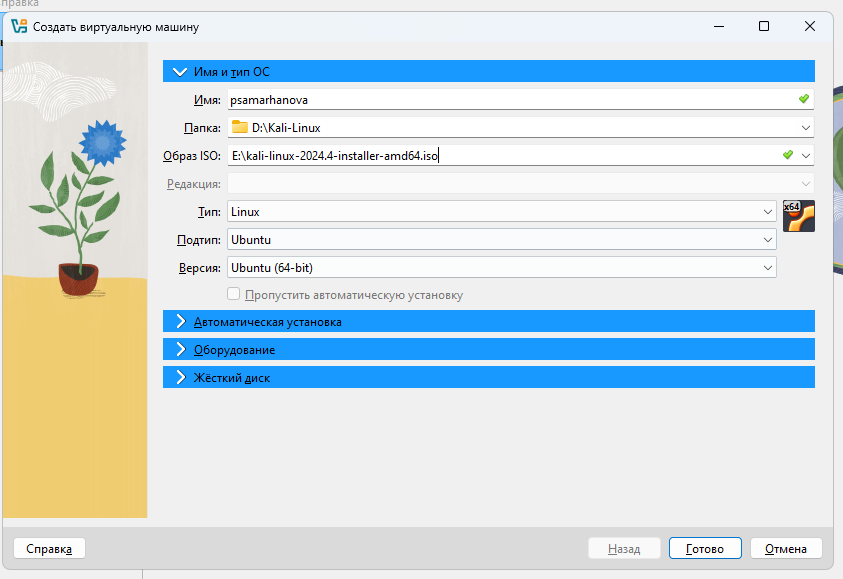 правка
Создать виртуальную машину
Имя и тип ОС
Имя: psamarhanova
Папка: D:\Kali-Linux
Образ ISO: E:\kali-linux-2024.4-installer-amd64.iso
Редакция:
Тип: Linux
x64
Подтип: Ubuntu
Версия: Ubuntu (64-bit)
Пропустить автоматическую установку
Автоматическая установка
Оборудование
Жёсткий диск
Справка Назад Готово Отмена